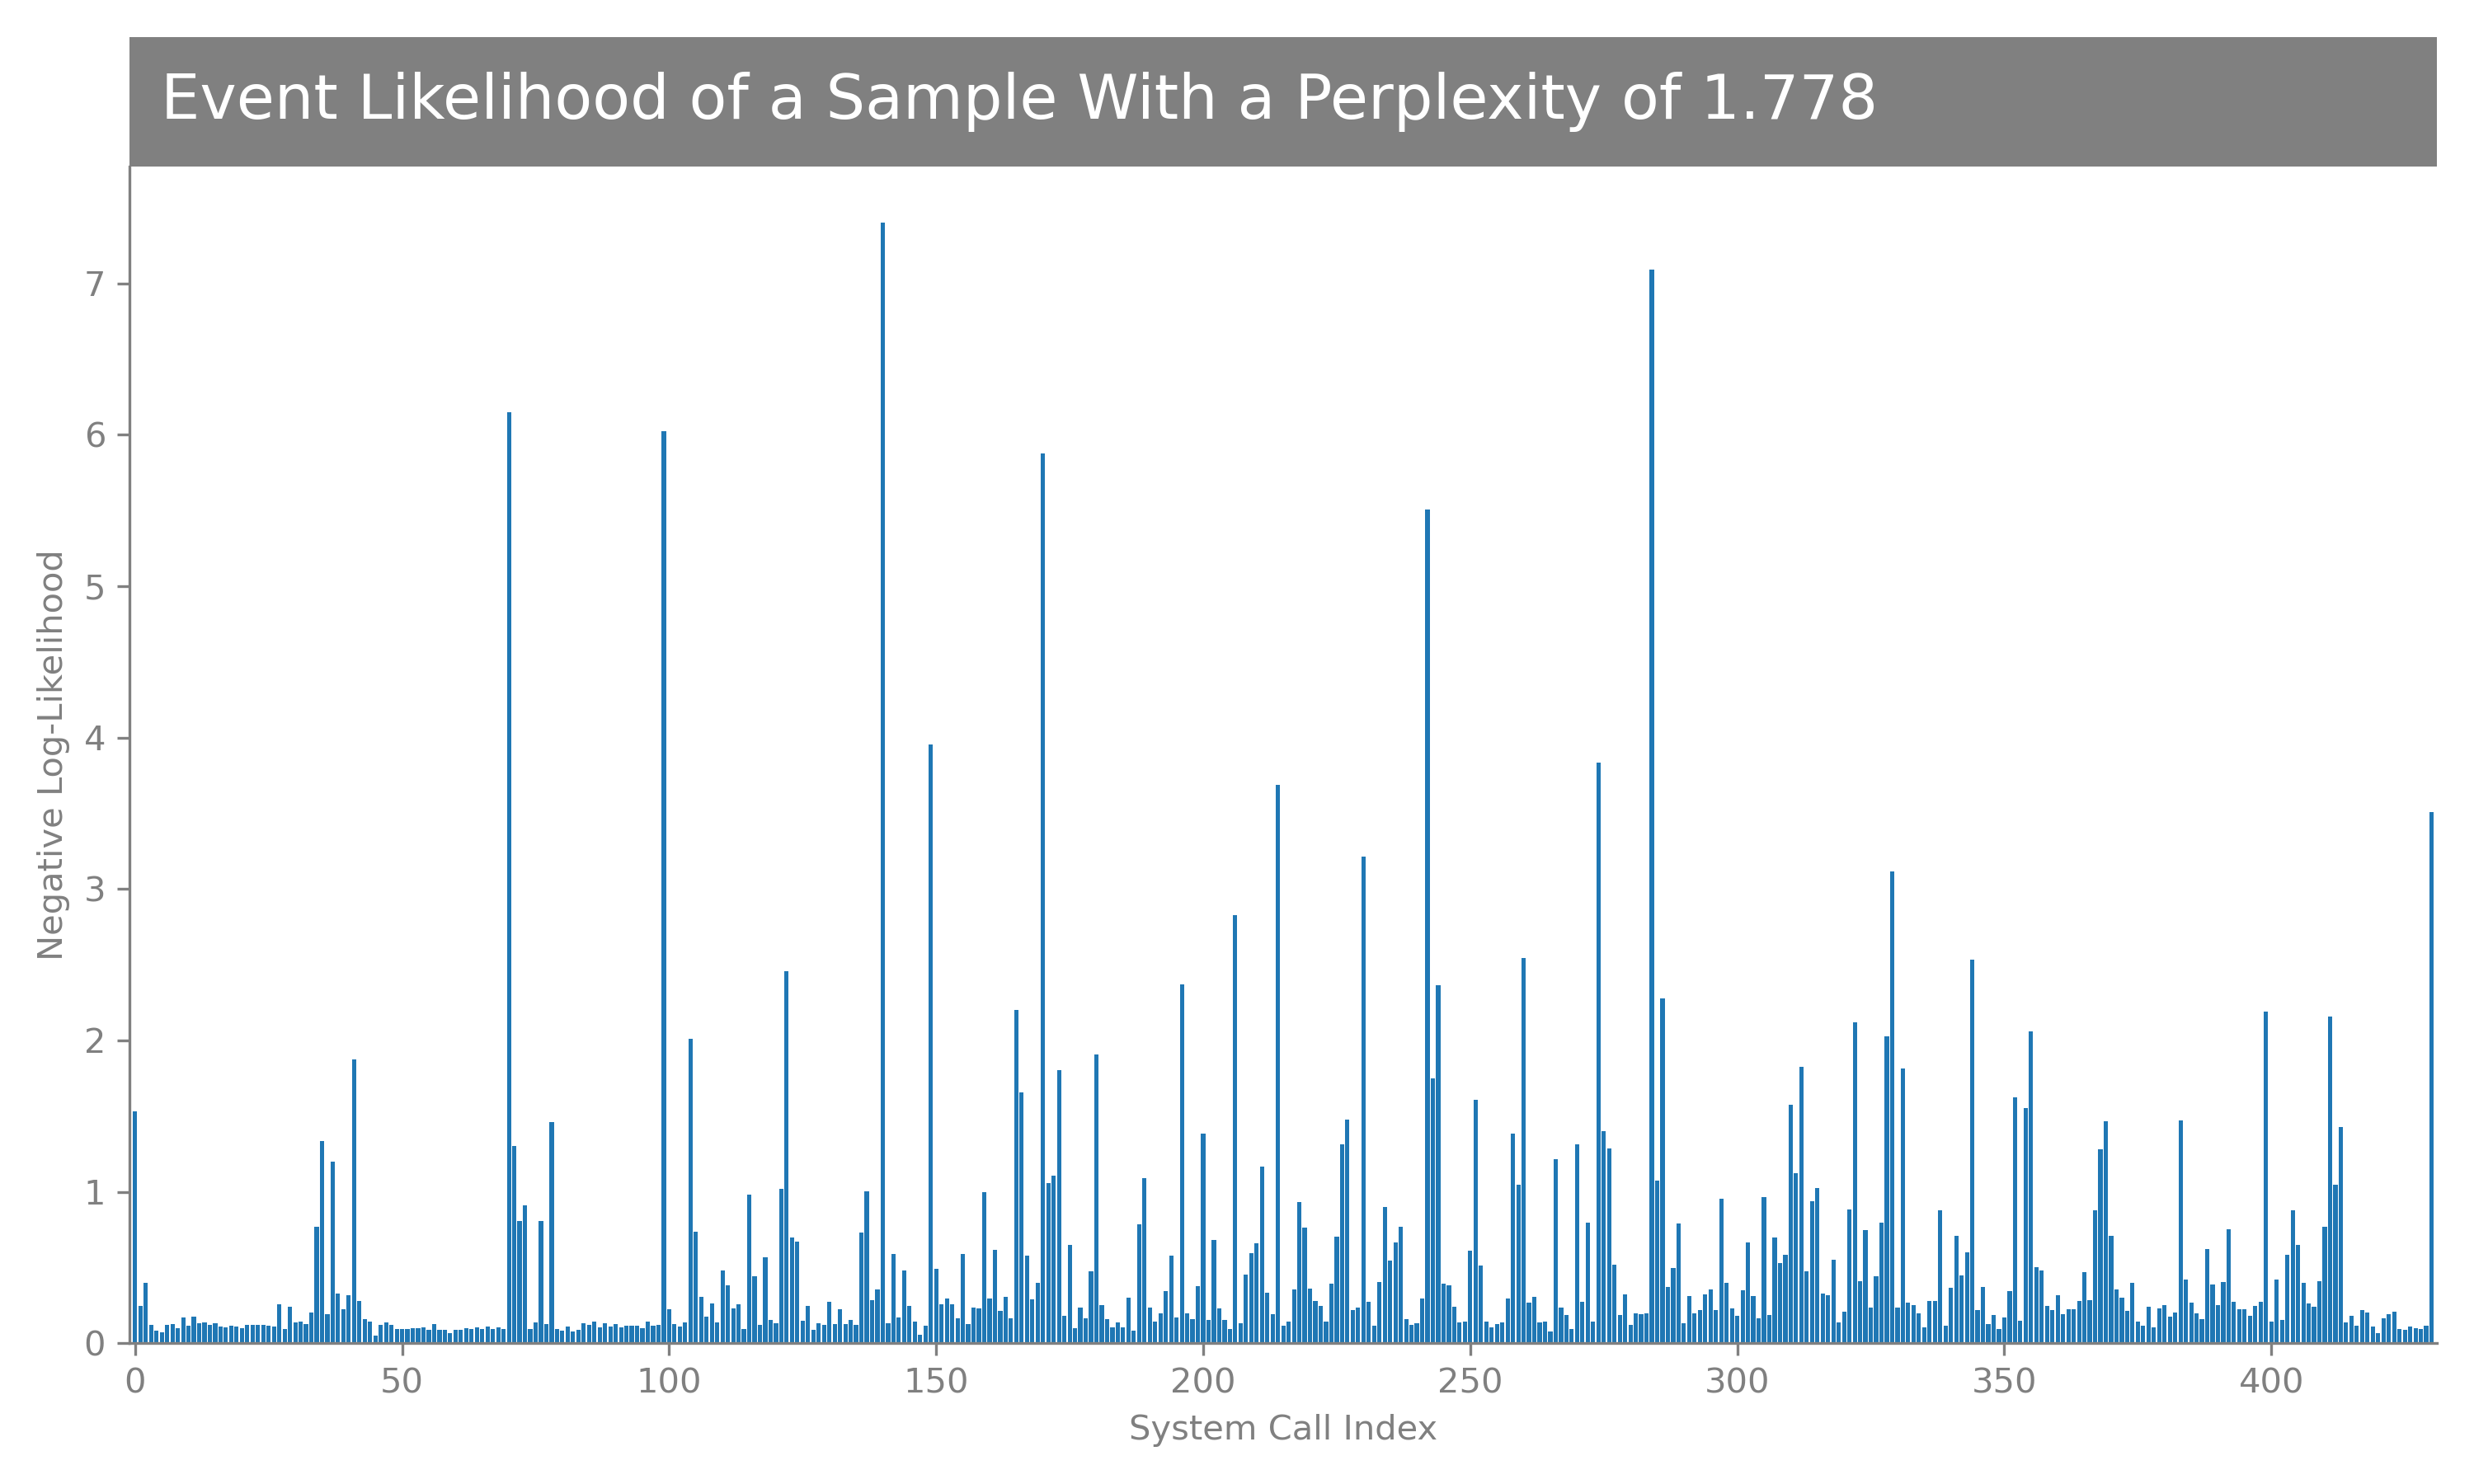 Event Likelihood of a Sample With a Perplexity of 1.778
Negative Log-Likelihood
7
6
5
4
3
2
1
0
0 50 100 150 200 250 300 350 400
System Call Index